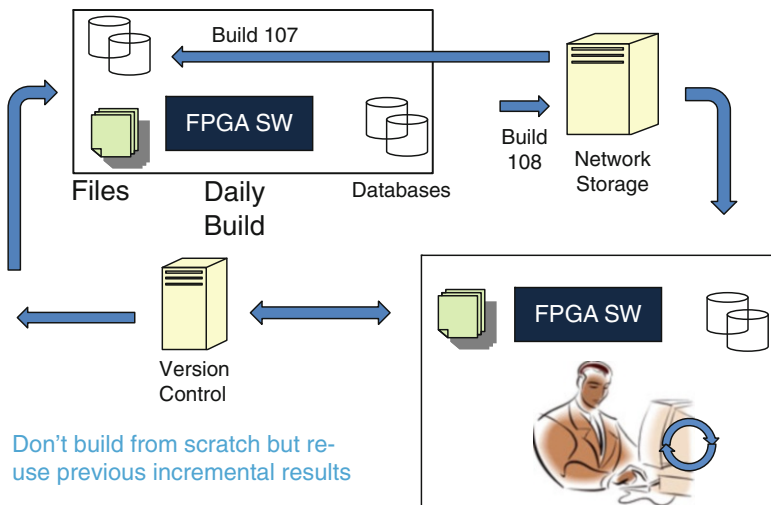 Build 107
FPGA SW
Build
108
Network
Storage
Files
Daily
Build
Databases
FPGA SW
Version
Control
Don't build from scratch but re-
use previous incremental results